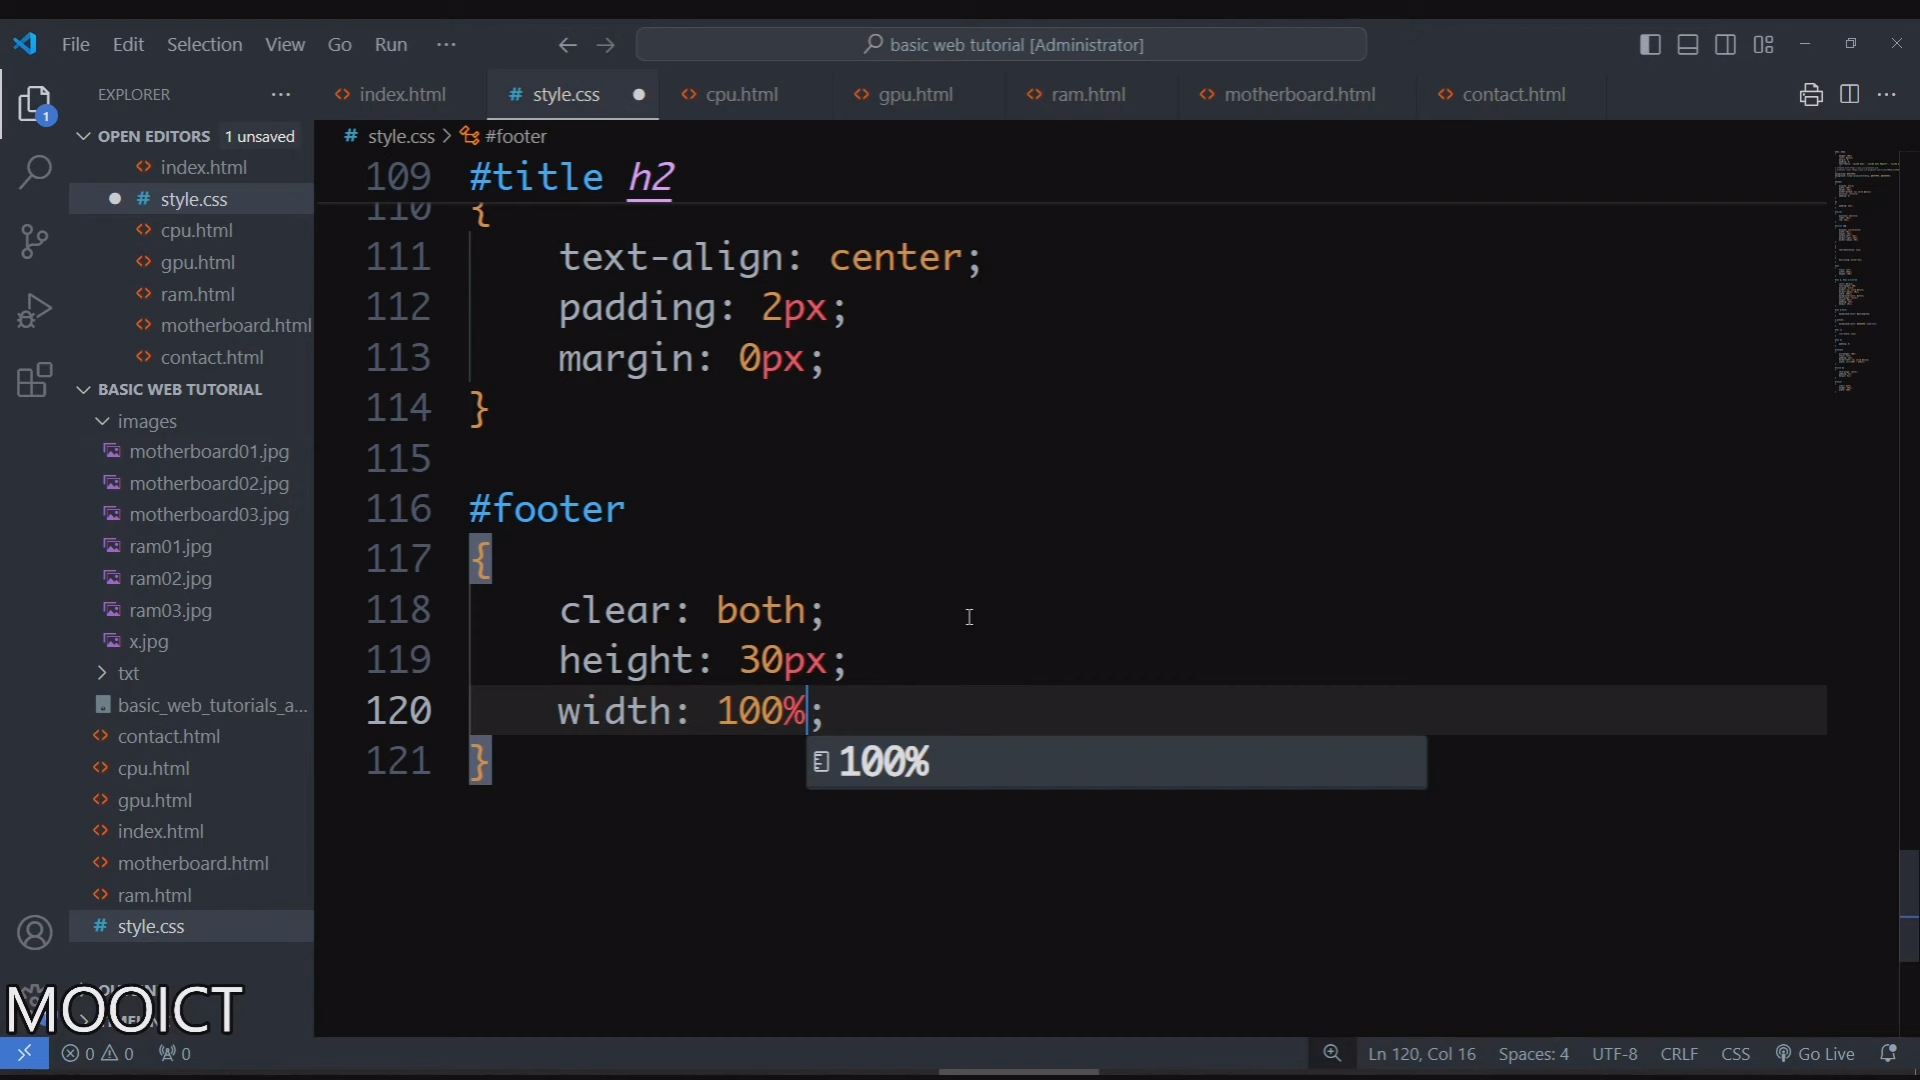 File Edit Selection View Go Run ···
basic web tutorial [Administrator]
EXPLORER ···
index.html
style.css
cpu.html
gpu.html
ram.html
motherboard.html
contact.html
OPEN EDITORS 1 unsaved
index.html
style.css
cpu.html
gpu.html
ram.html
motherboard.html
contact.html
BASIC WEB TUTORIAL
images
motherboard01.jpg
motherboard02.jpg
motherboard03.jpg
ram01.jpg
ram02.jpg
ram03.jpg
x.jpg
txt
basic_web_tutorials_a...
contact.html
cpu.html
gpu.html
index.html
motherboard.html
ram.html
style.css
1
# style.css > #footer
109 #title h2
110 {
111 text-align: center;
112 padding: 2px;
113 margin: 0px;
114 }
115
116 #footer
117 {
118 clear: both;
119 height: 30px;
120 width: 100%;
121 }
100%
MOOICT
0 0 0
Ln 120, Col 16 Spaces: 4 UTF-8 CRLF CSS Go Live